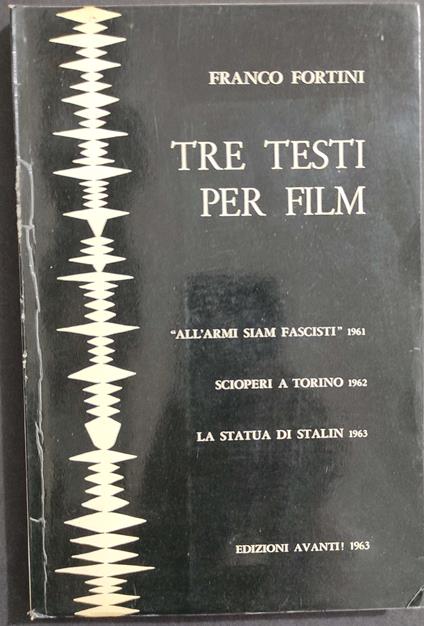 FRANCO FORTINI
TRE TESTI
PER FILM
"ALL'ARMI SIAM FASCISTI" 1961
SCIOPERI A TORINO 1962
LA STATUA DI STALIN 1963
EDIZIONI AVANTI! 1963